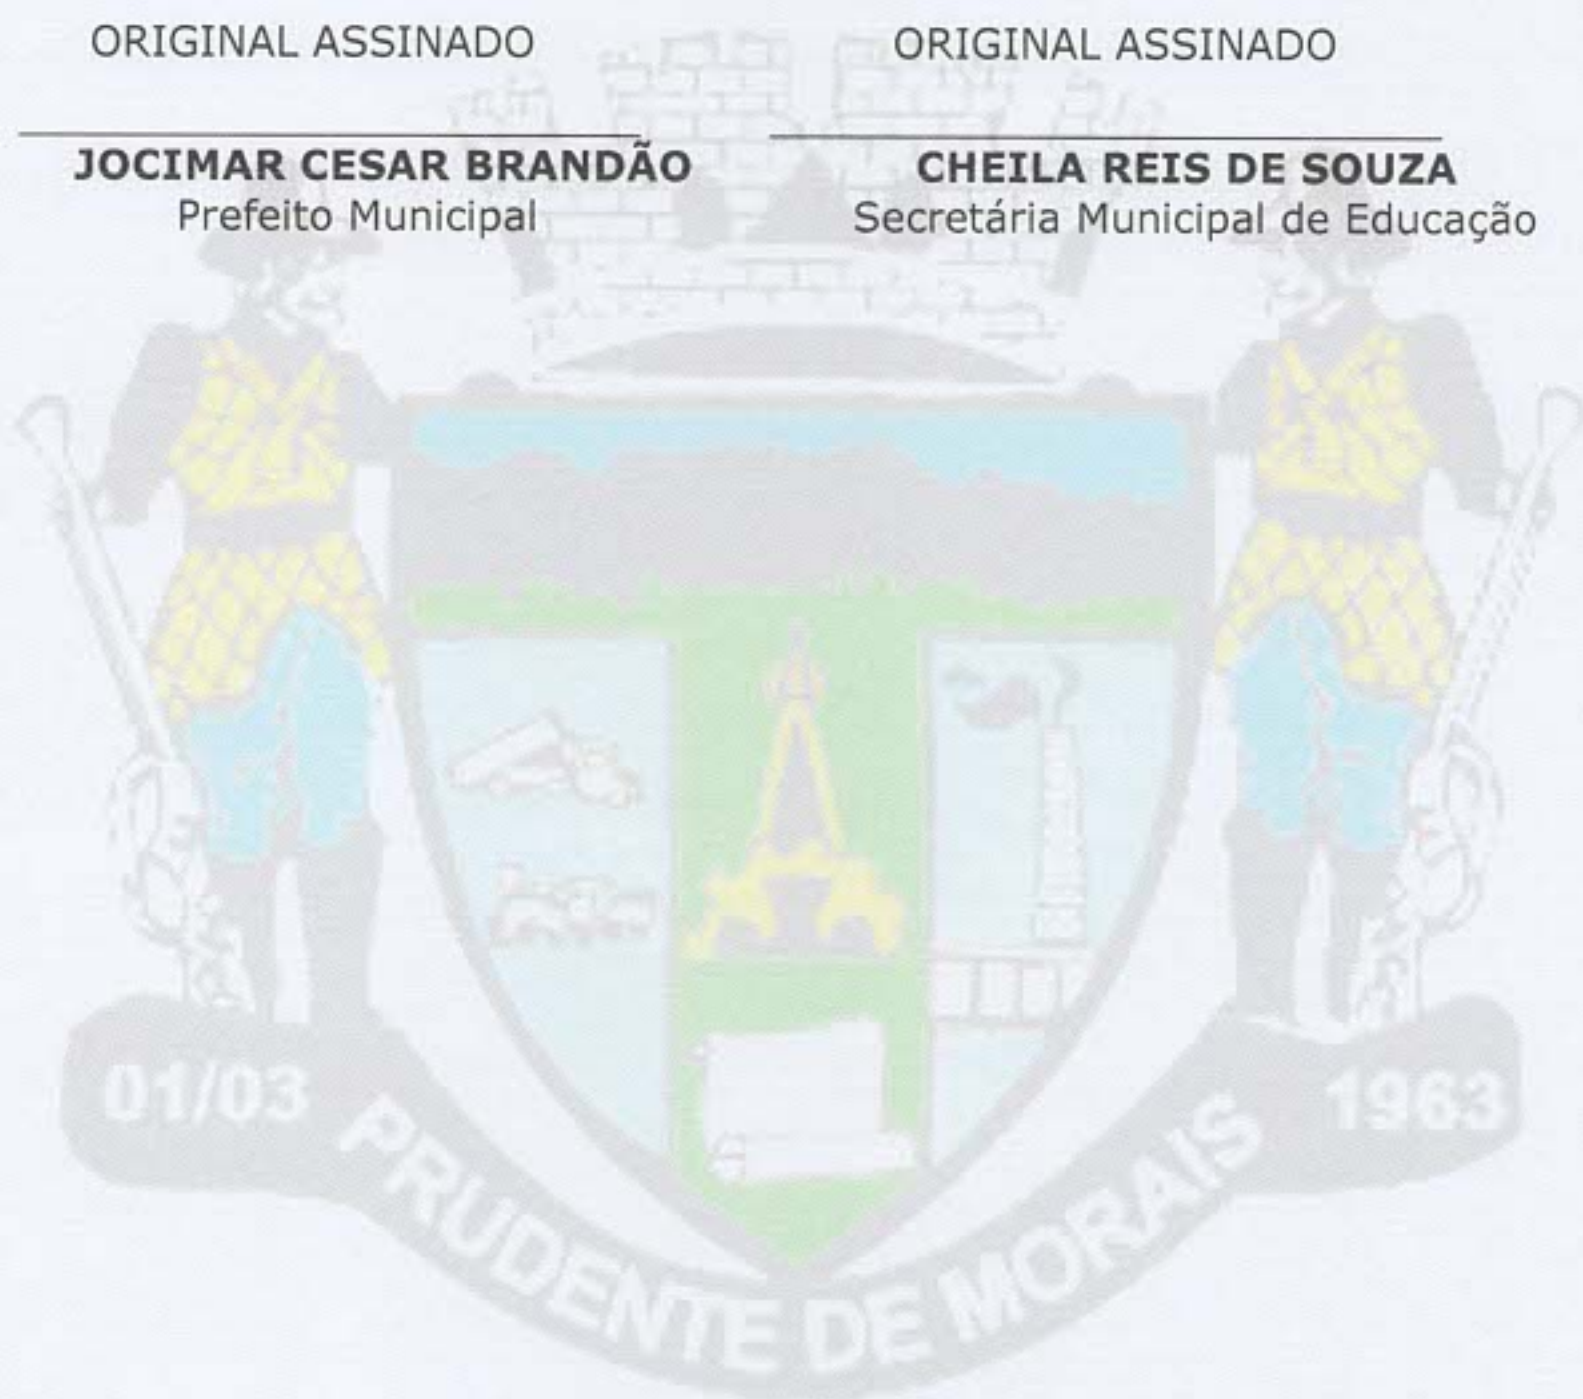 ORIGINAL ASSINADO
JOCIMAR CESAR BRANDÃO
Prefeito Municipal
ORIGINAL ASSINADO
CHEILA REIS DE SOUZA
Secretária Municipal de Educação
01/03
PRUDENTE DE MORAIS
1963